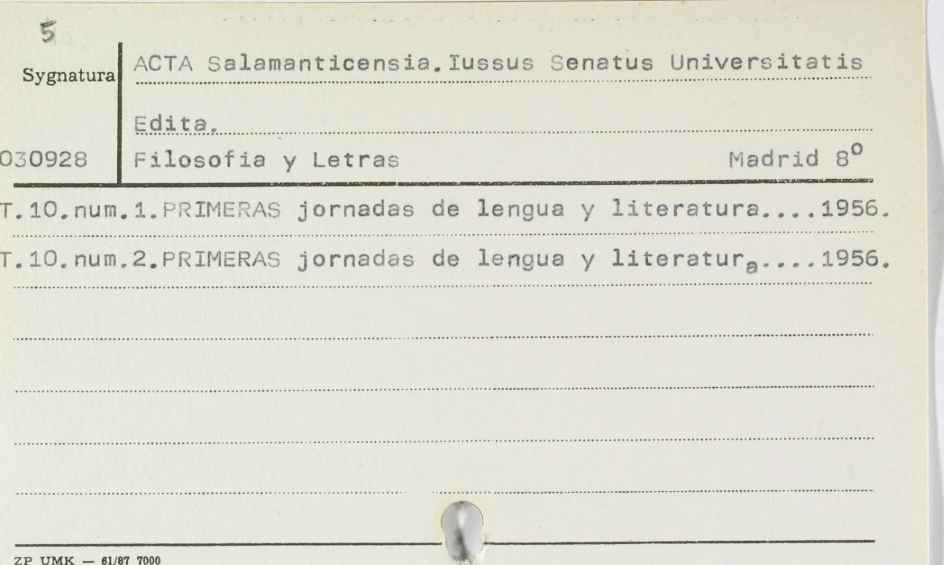 5
Sygnatura
ACTA Salamanticensia.Iussus Senatus Universitatis
Edita.
030928
Filosofia y Letras Madrid 8º
T.10.num.1.PRIMERAS jornadas de lengua y literatura....1956.
T.10.num.2.PRIMERAS jornadas de lengua y literatura....1956.
ZP UMK — 61/87 7000